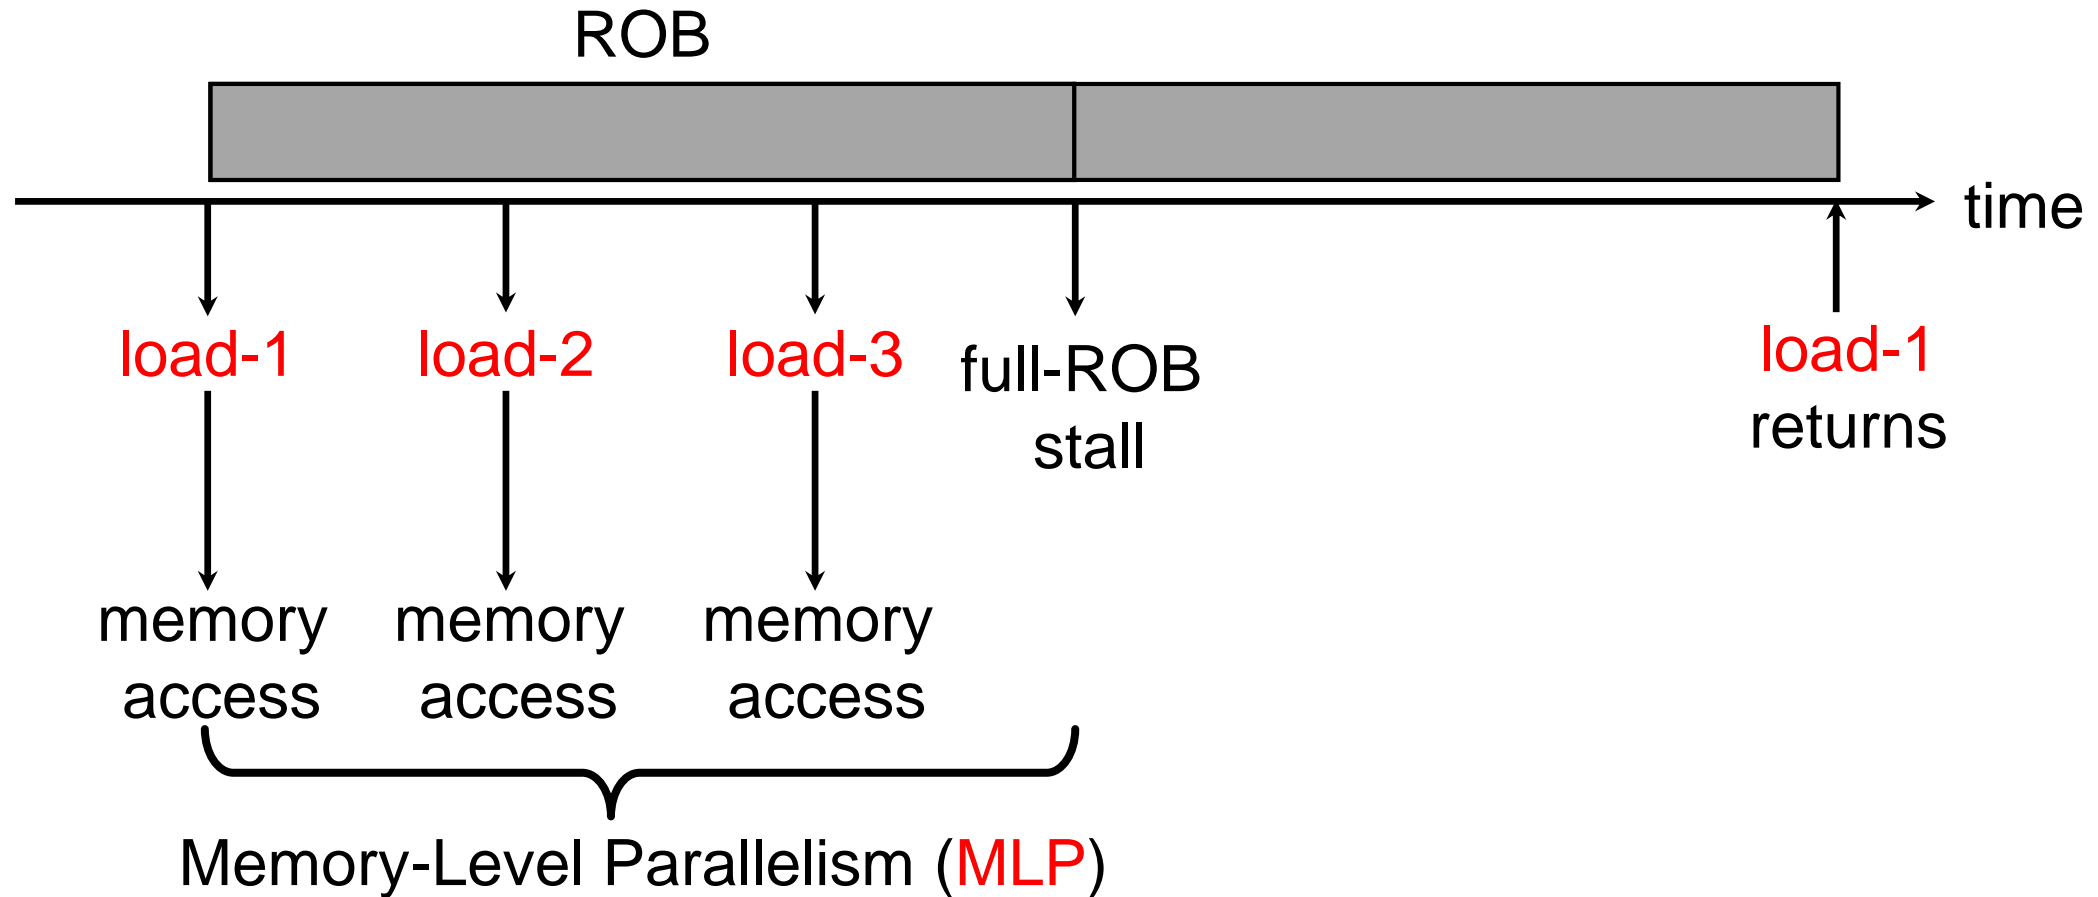 ROB
time
load-1
load-2
load-3
full-ROB
stall
load-1
returns
memory
access
memory
access
memory
access
Memory-Level Parallelism (MLP)